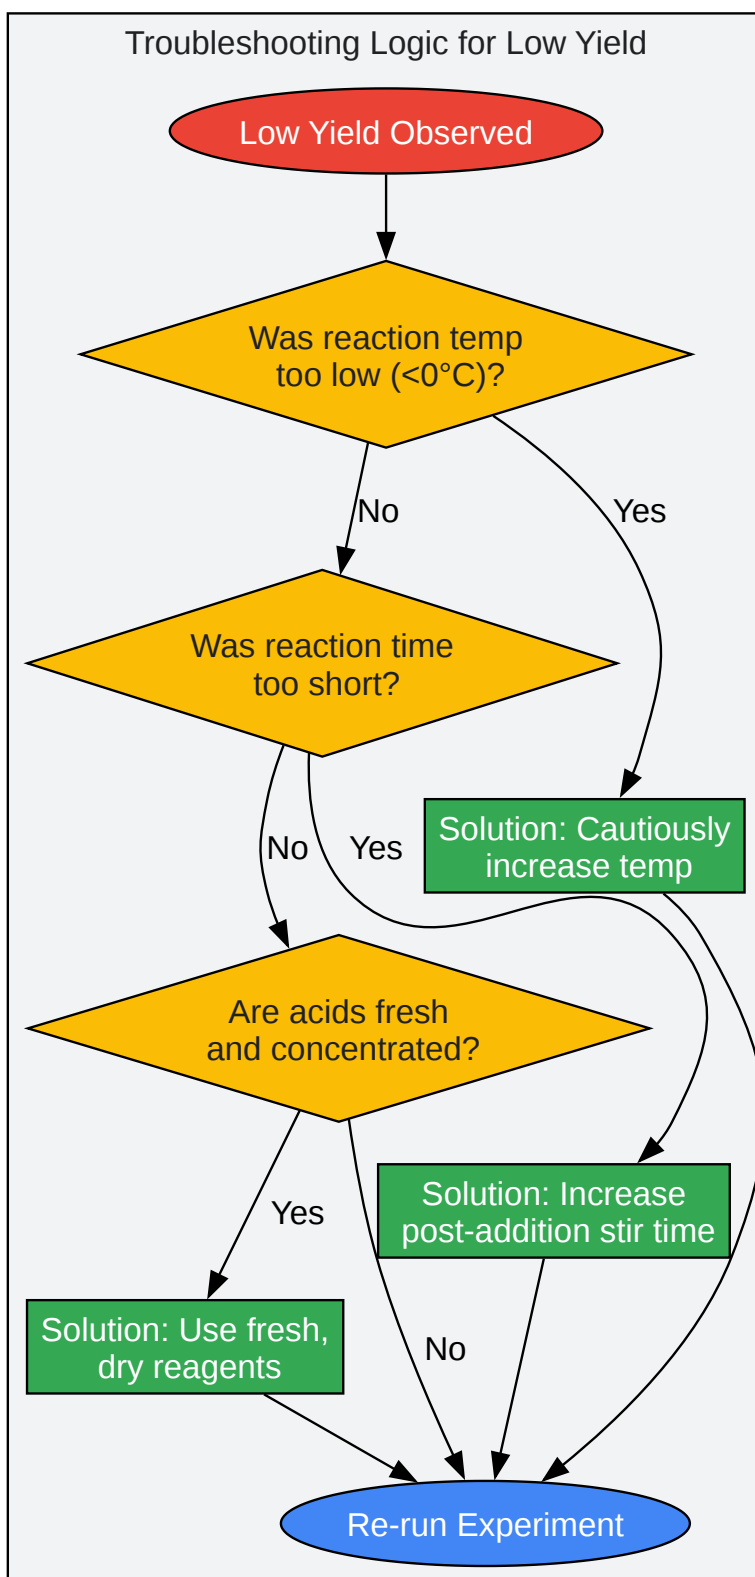 Troubleshooting Logic for Low Yield
Low Yield Observed
Was reaction temp
too low (<0°C)?
No
Yes
Was reaction time
too short?
Solution: Cautiously
increase temp
No
Yes
Are acids fresh
and concentrated?
Yes
Solution: Increase
post-addition stir time
Solution: Use fresh,
dry reagents
No
Re-run Experiment